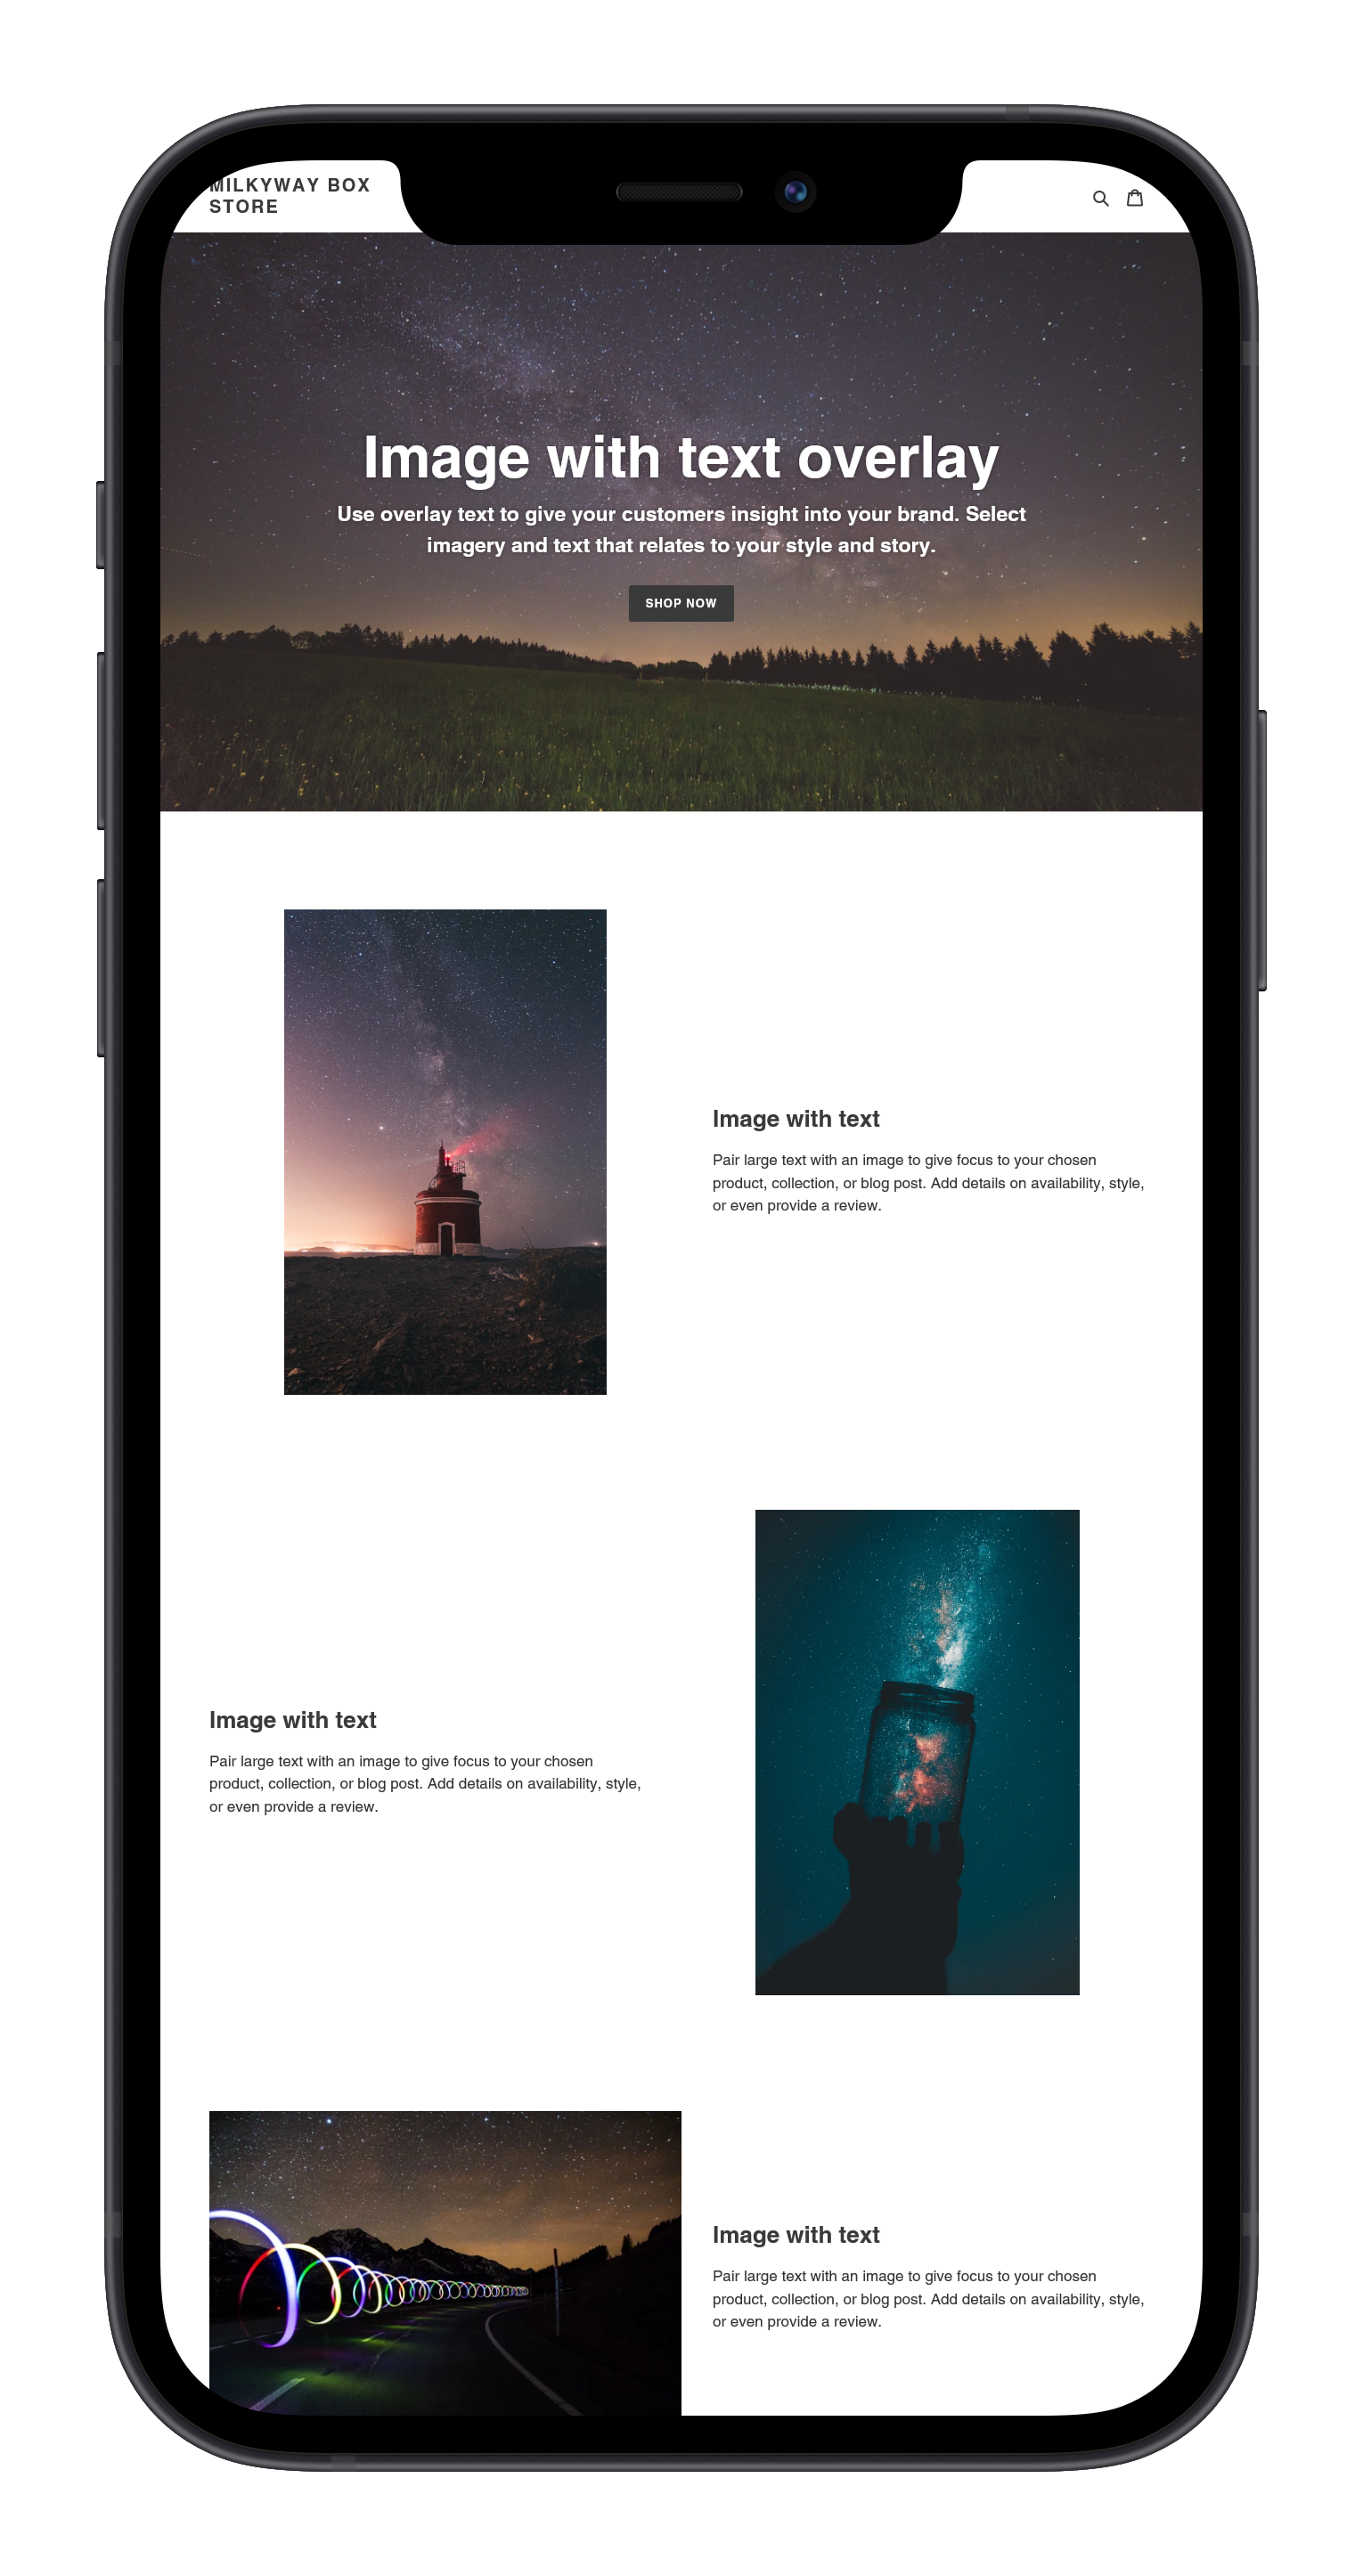 MILKYWAY BOX
STORE
Image with text overlay
Use overlay text to give your customers insight into your brand. Select
imagery and text that relates to your style and story.
SHOP NOW
Image with text
Pair large text with an image to give focus to your chosen
product, collection, or blog post. Add details on availability, style,
or even provide a review.
Image with text
Pair large text with an image to give focus to your chosen
product, collection, or blog post. Add details on availability, style,
or even provide a review.
Image with text
Pair large text with an image to give focus to your chosen
product, collection, or blog post. Add details on availability, style,
or even provide a review.